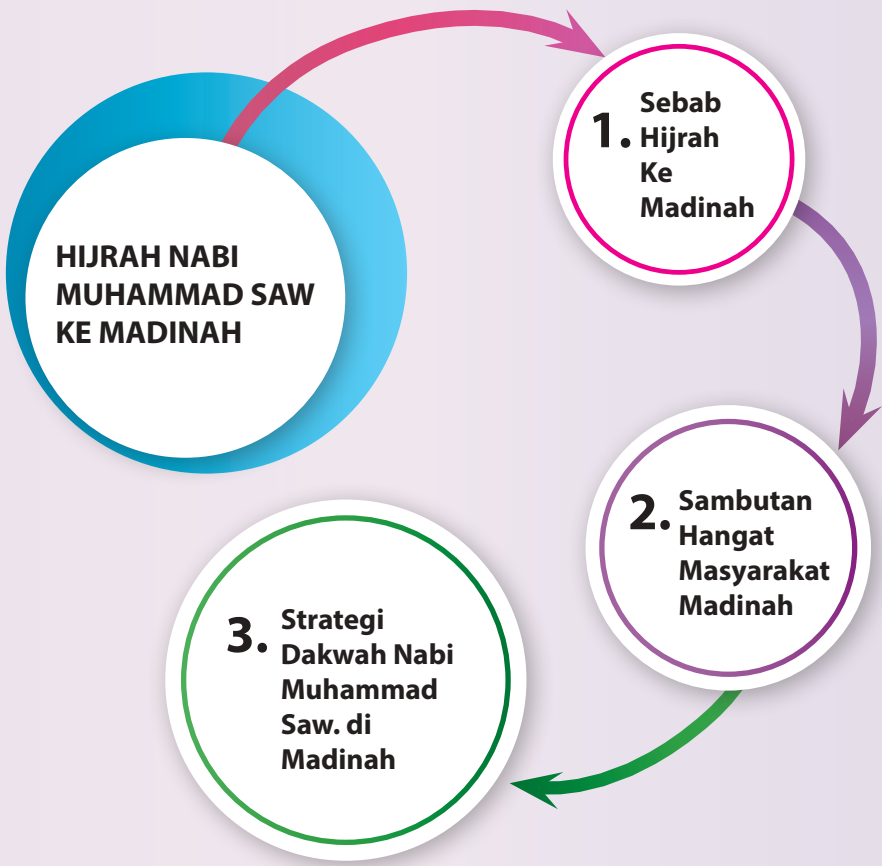 HIJRAH NABI
MUHAMMAD SAW
KE MADINAH
1. Sebab
Hijrah
Ke
Madinah
2. Sambutan
Hangat
Masyarakat
Madinah
3. Strategi
Dakwah Nabi
Muhammad
Saw. di
Madinah